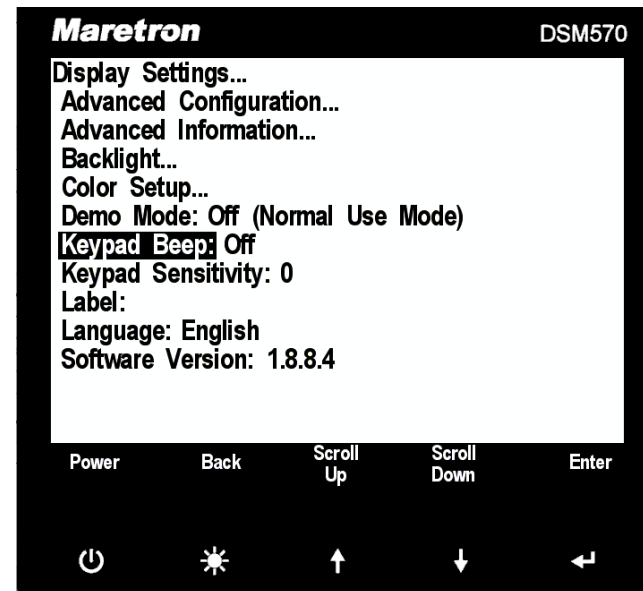 Maretron DSM570
Display Settings...
Advanced Configuration...
Advanced Information...
Backlight...
Color Setup...
Demo Mode: Off (Normal Use Mode)
Keypad Beep: Off
Keypad Sensitivity: 0
Label:
Language: English
Software Version: 1.8.8.4
Power Back Scroll Up Scroll Down Enter